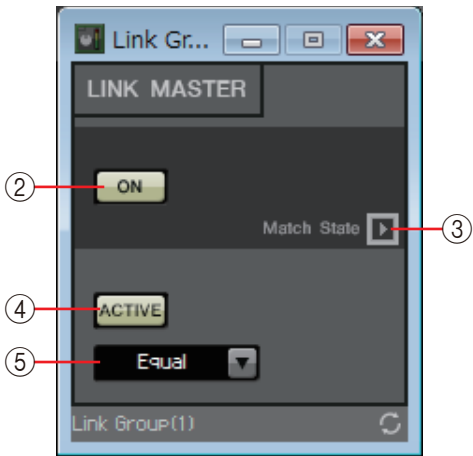 Link Gr...
LINK MASTER
② ON
Match State ③
④ ACTIVE
⑤ Equal
Link Group(1)